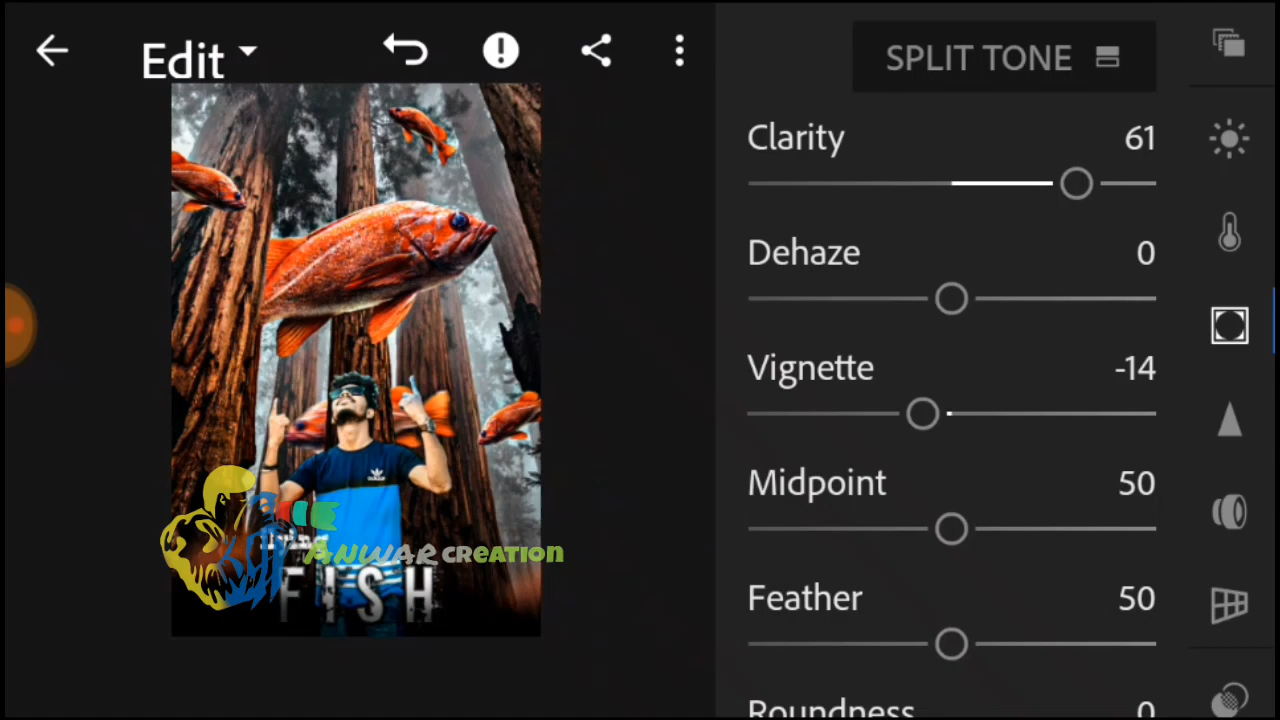 Edit
SPLIT TONE
Clarity 61
Dehaze 0
Vignette -14
Midpoint 50
Feather 50
Roundness 0
ANWAR CREATION
FISH